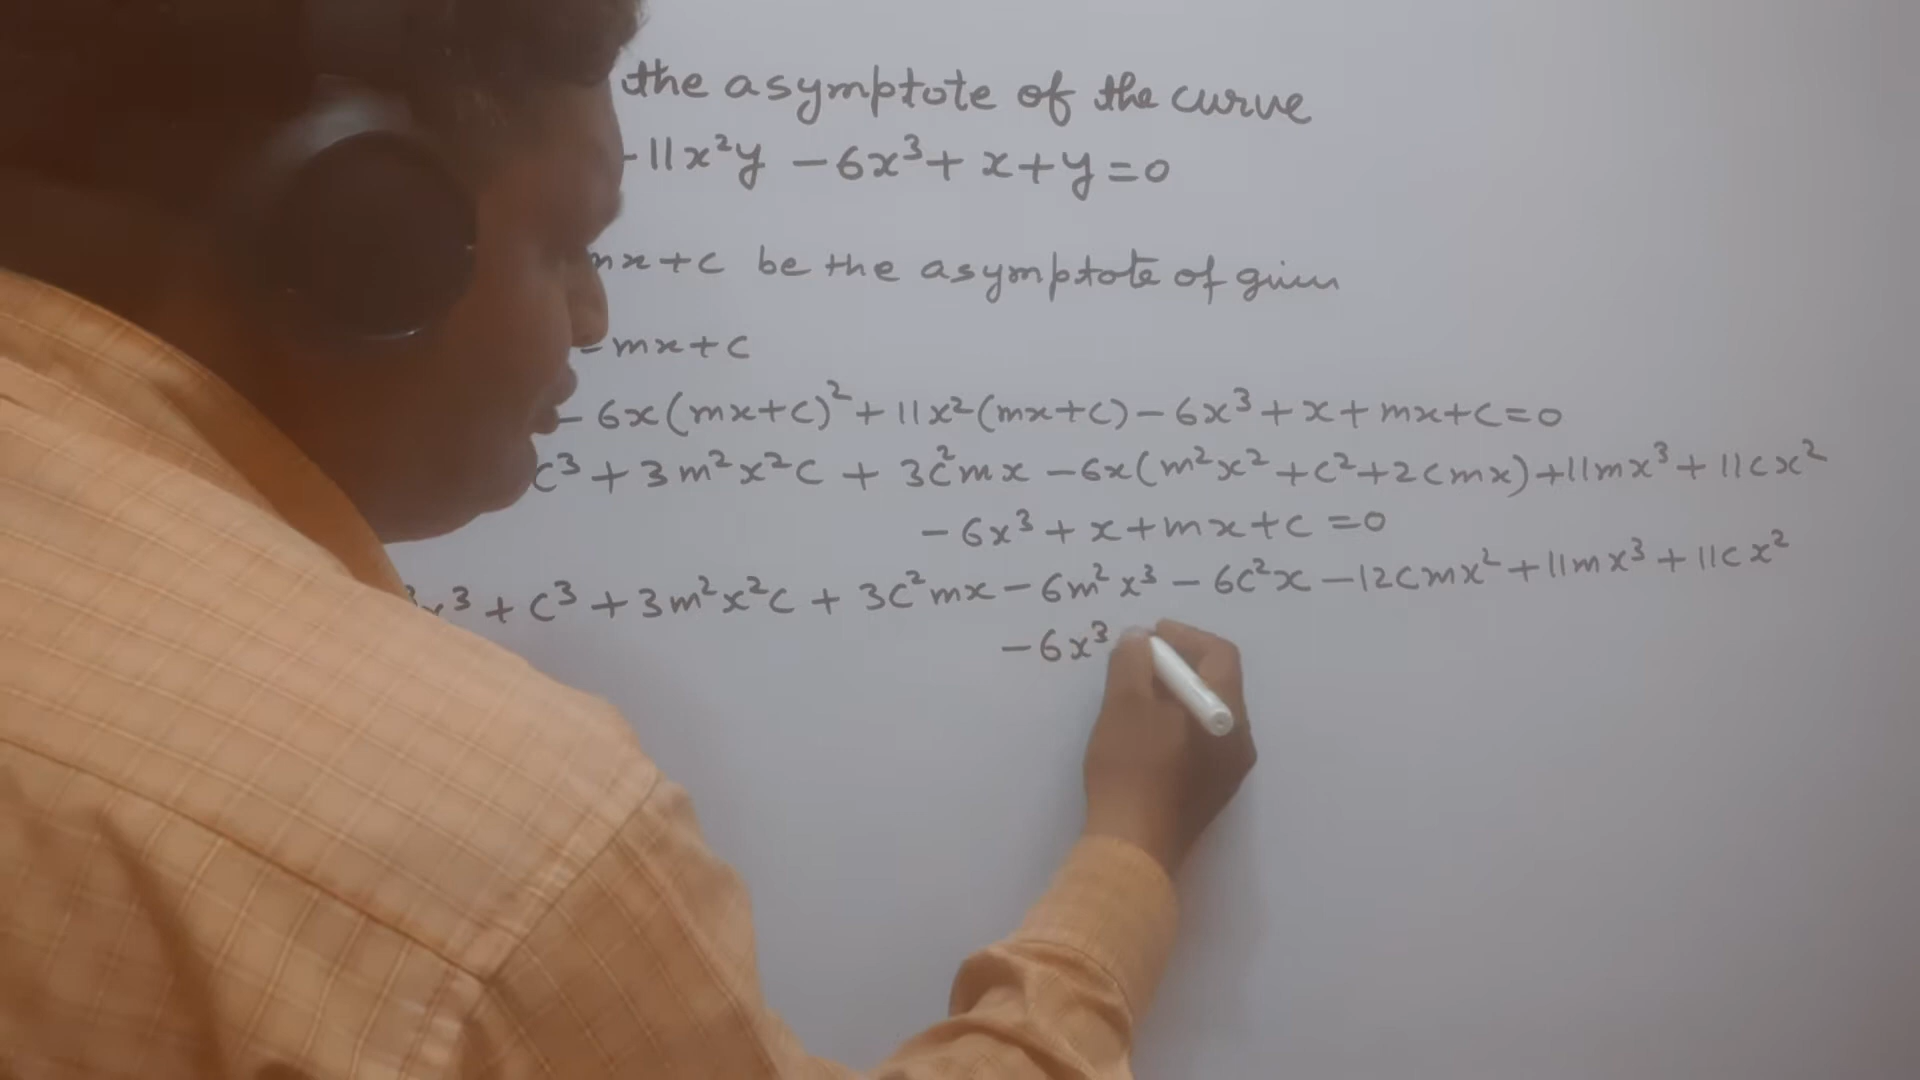 the asymptote of the curve
-11x²y - 6x³ + x + y = 0
mx + c be the asymptote of given
= mx + c
- 6x(mx+c)² + 11x²(mx+c) - 6x³ + x + mx + c = 0
c³ + 3m²x²c + 3c²mx - 6x(m²x² + c² + 2cmx) + 11mx³ + 11cx²
- 6x³ + x + mx + c = 0
x³ + c³ + 3m²x²c + 3c²mx - 6m²x³ - 6c²x - 12cmx² + 11mx³ + 11cx²
- 6x³